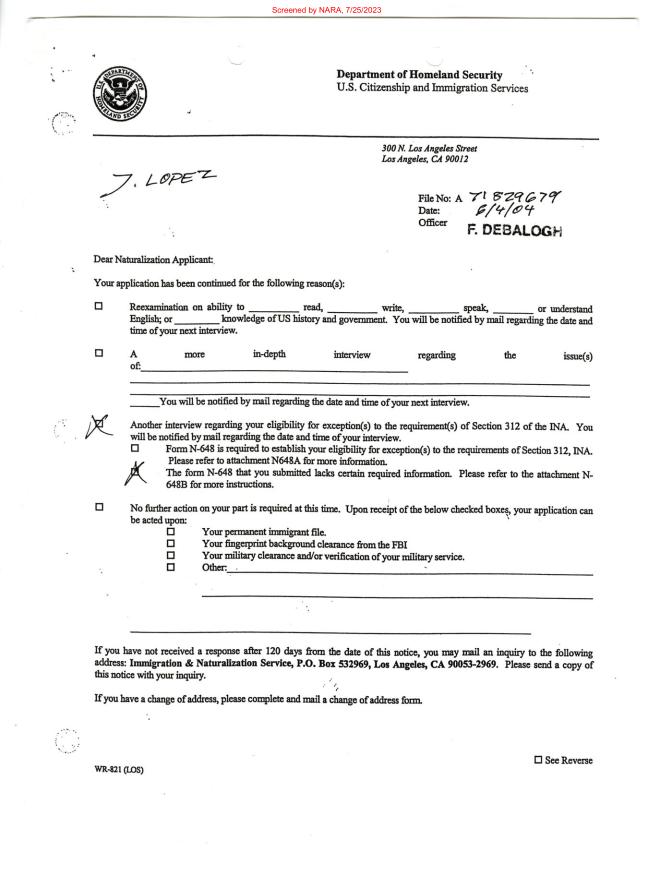 Screened by NARA, 7/25/2023
U.S. DEPARTMENT OF HOMELAND SECURITY
Department of Homeland Security
U.S. Citizenship and Immigration Services
300 N. Los Angeles Street
Los Angeles, CA 90012
J. LOPEZ
File No: A 71 829679
Date: 6/4/04
Officer F. DEBALOGH
Dear Naturalization Applicant:
Your application has been continued for the following reason(s):
☐ Reexamination on ability to ________ read, ________ write, ________ speak, ________ or understand
English; or ________ knowledge of US history and government. You will be notified by mail regarding the date and
time of your next interview.
☐ A more in-depth interview regarding the issue(s)
of:________
_____You will be notified by mail regarding the date and time of your next interview.
☒ Another interview regarding your eligibility for exception(s) to the requirement(s) of Section 312 of the INA. You
will be notified by mail regarding the date and time of your interview.
☐ Form N-648 is required to establish your eligibility for exception(s) to the requirements of Section 312, INA.
Please refer to attachment N648A for more information.
☒ The form N-648 that you submitted lacks certain required information. Please refer to the attachment N-
648B for more instructions.
☐ No further action on your part is required at this time. Upon receipt of the below checked boxes, your application can
be acted upon:
☐ Your permanent immigrant file.
☐ Your fingerprint background clearance from the FBI
☐ Your military clearance and/or verification of your military service.
☐ Other:________
If you have not received a response after 120 days from the date of this notice, you may mail an inquiry to the following
address: Immigration & Naturalization Service, P.O. Box 532969, Los Angeles, CA 90053-2969. Please send a copy of
this notice with your inquiry.
If you have a change of address, please complete and mail a change of address form.
☐ See Reverse
WR-821 (LOS)